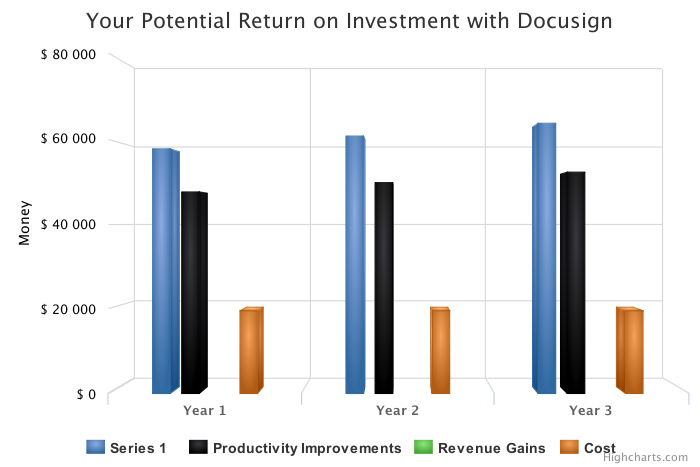 Your Potential Return on Investment with Docusign
$ 80 000
$ 60 000
$ 40 000
$ 20 000
$ 0
Money
Year 1
Year 2
Year 3
Series 1
Productivity Improvements
Revenue Gains
Cost
Highcharts.com